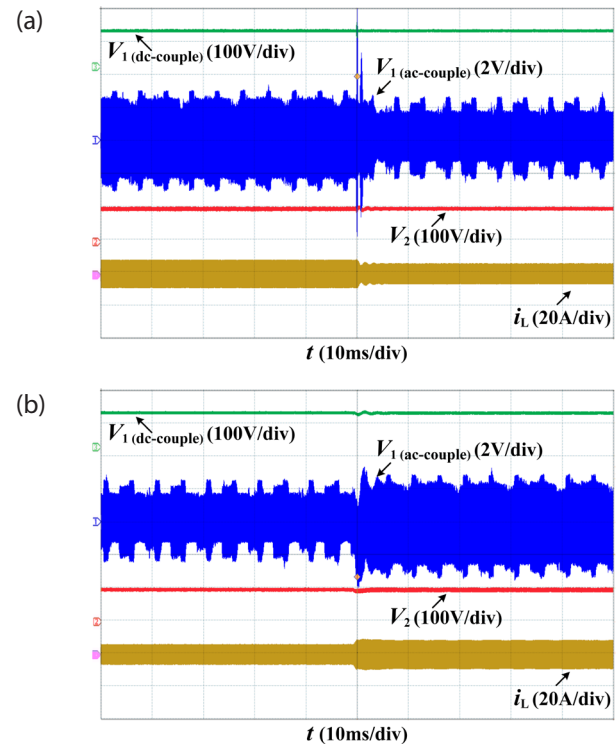 (a)
V1 (dc-couple) (100V/div)
V1 (ac-couple) (2V/div)
V2 (100V/div)
iL (20A/div)
t (10ms/div)
(b)
V1 (dc-couple) (100V/div)
V1 (ac-couple) (2V/div)
V2 (100V/div)
iL (20A/div)
t (10ms/div)